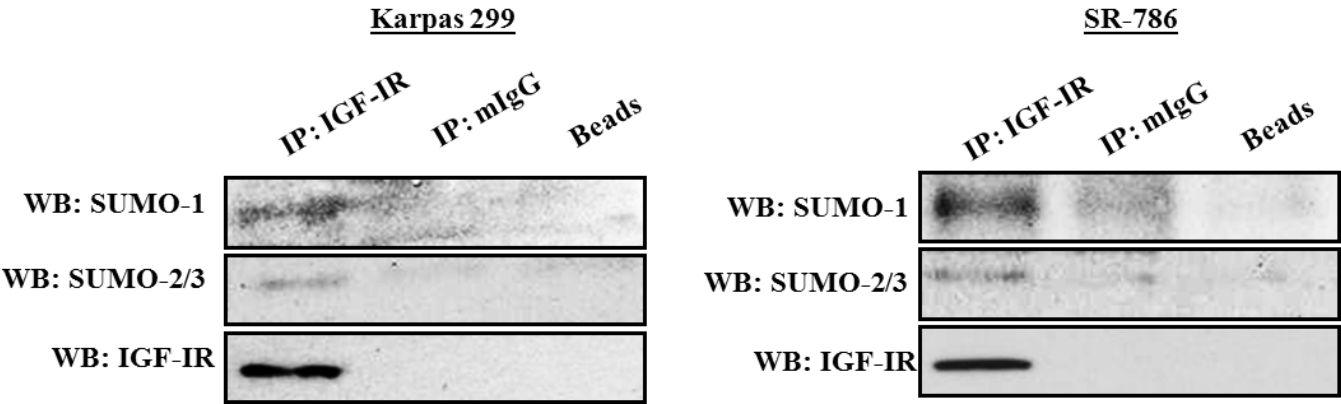 Karpas 299
SR-786
IP: IGF-IR
IP: mIgG
Beads
IP: IGF-IR
IP: mIgG
Beads
WB: SUMO-1
WB: SUMO-2/3
WB: IGF-IR
WB: SUMO-1
WB: SUMO-2/3
WB: IGF-IR